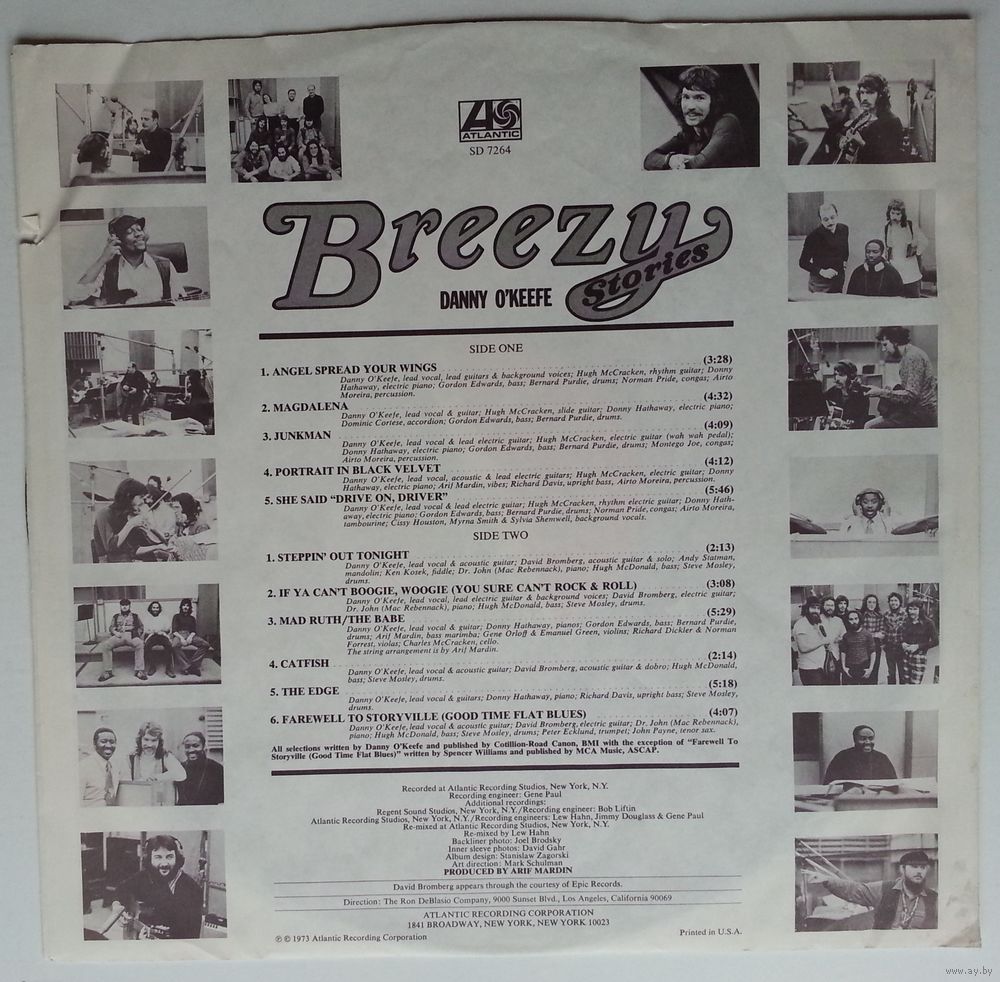 ATLANTIC
SD 7264
Breezy
Stories
DANNY O'KEEFE
SIDE ONE
1. ANGEL SPREAD YOUR WINGS (3:28)
Danny O'Keefe, lead vocal, lead guitars & background voices; Hugh McCracken, rhythm guitar; Donny
Hathaway, electric piano; Gordon Edwards, bass; Bernard Purdie, drums; Norman Pride, congas; Airto
Moreira, percussion.
2. MAGDALENA (4:32)
Danny O'Keefe, lead vocal & guitar; Hugh McCracken, slide guitar; Donny Hathaway, electric piano;
Dominic Cortese, accordion; Gordon Edwards, bass; Bernard Purdie, drums.
3. JUNKMAN (4:09)
Danny O'Keefe, lead vocal & lead electric guitar; Hugh McCracken, electric guitar (wah wah pedal);
Donny Hathaway, electric piano; Gordon Edwards, bass; Bernard Purdie, drums; Montego Joe, congas;
Airto Moreira, percussion.
4. PORTRAIT IN BLACK VELVET (4:12)
Danny O'Keefe, lead vocal, acoustic & lead electric guitars; Hugh McCracken, electric guitar; Donny
Hathaway, electric piano; Arif Mardin, vibes; Richard Davis, upright bass, Airto Moreira, percussion.
5. SHE SAID "DRIVE ON, DRIVER" (5:46)
Danny O'Keefe, lead vocal & lead electric guitar; Hugh McCracken, rhythm electric guitar; Donny Hath-
away, electric piano; Gordon Edwards, bass; Bernard Purdie, drums; Norman Pride, congas; Airto Moreira,
tambourine; Cissy Houston, Myrna Smith & Sylvia Shemwell, background vocals.
SIDE TWO
1. STEPPIN' OUT TONIGHT (2:13)
Danny O'Keefe, lead vocal & acoustic guitar; David Bromberg, acoustic guitar & solo; Andy Statman,
mandolin; Ken Kosek, fiddle; Dr. John (Mac Rebennack), piano; Hugh McDonald, bass; Steve Mosley,
drums.
2. IF YA CAN'T BOOGIE, WOOGIE (YOU SURE CAN'T ROCK & ROLL) (3:08)
Danny O'Keefe, lead vocal, lead electric guitar & background voices; David Bromberg, electric guitar;
Dr. John (Mac Rebennack), piano; Hugh McDonald, bass; Steve Mosley, drums.
3. MAD RUTH/THE BABE (5:29)
Danny O'Keefe, lead vocal & guitar; Donny Hathaway, pianos; Gordon Edwards, bass; Bernard Purdie,
drums; Arif Mardin, bass marimba; Gene Orloff & Emanuel Green, violins; Richard Dickler & Norman
Forrest, violas; Charles McCracken, cello.
The string arrangement is by Arif Mardin.
4. CATFISH (2:14)
Danny O'Keefe, lead vocal & acoustic guitar; David Bromberg, acoustic guitar & dobro; Hugh McDonald,
bass; Steve Mosley, drums.
5. THE EDGE (5:18)
Danny O'Keefe, lead vocal & guitars; Donny Hathaway, piano; Richard Davis, upright bass; Steve Mosley,
drums.
6. FAREWELL TO STORYVILLE (GOOD TIME FLAT BLUES) (4:07)
Danny O'Keefe, lead vocal & acoustic guitar; David Bromberg, electric guitar; Dr. John (Mac Rebennack),
piano; Hugh McDonald, bass; Steve Mosley, drums; Peter Ecklund, trumpet; John Payne, tenor sax.
All selections written by Danny O'Keefe and published by Cotillion-Road Canon, BMI with the exception of "Farewell To
Storyville (Good Time Flat Blues)" written by Spencer Williams and published by MCA Music, ASCAP.
Recorded at Atlantic Recording Studios, New York, N.Y.
Recording engineer: Gene Paul
Additional recordings:
Regent Sound Studios, New York, N.Y./Recording engineer: Bob Liftin
Atlantic Recording Studios, New York, N.Y./Recording engineers: Lew Hahn, Jimmy Douglass & Gene Paul
Re-mixed at Atlantic Recording Studios, New York, N.Y.
Re-mixed by Lew Hahn
Backliner photo: Joel Brodsky
Inner sleeve photos: David Gahr
Album design: Stanislaw Zagorski
Art direction: Mark Schulman
PRODUCED BY ARIF MARDIN
David Bromberg appears through the courtesy of Epic Records.
Direction: The Ron DeBlasio Company, 9000 Sunset Blvd., Los Angeles, California 90069
ATLANTIC RECORDING CORPORATION
1841 BROADWAY, NEW YORK, NEW YORK 10023
℗ © 1973 Atlantic Recording Corporation
Printed in U.S.A.
www.ay.by